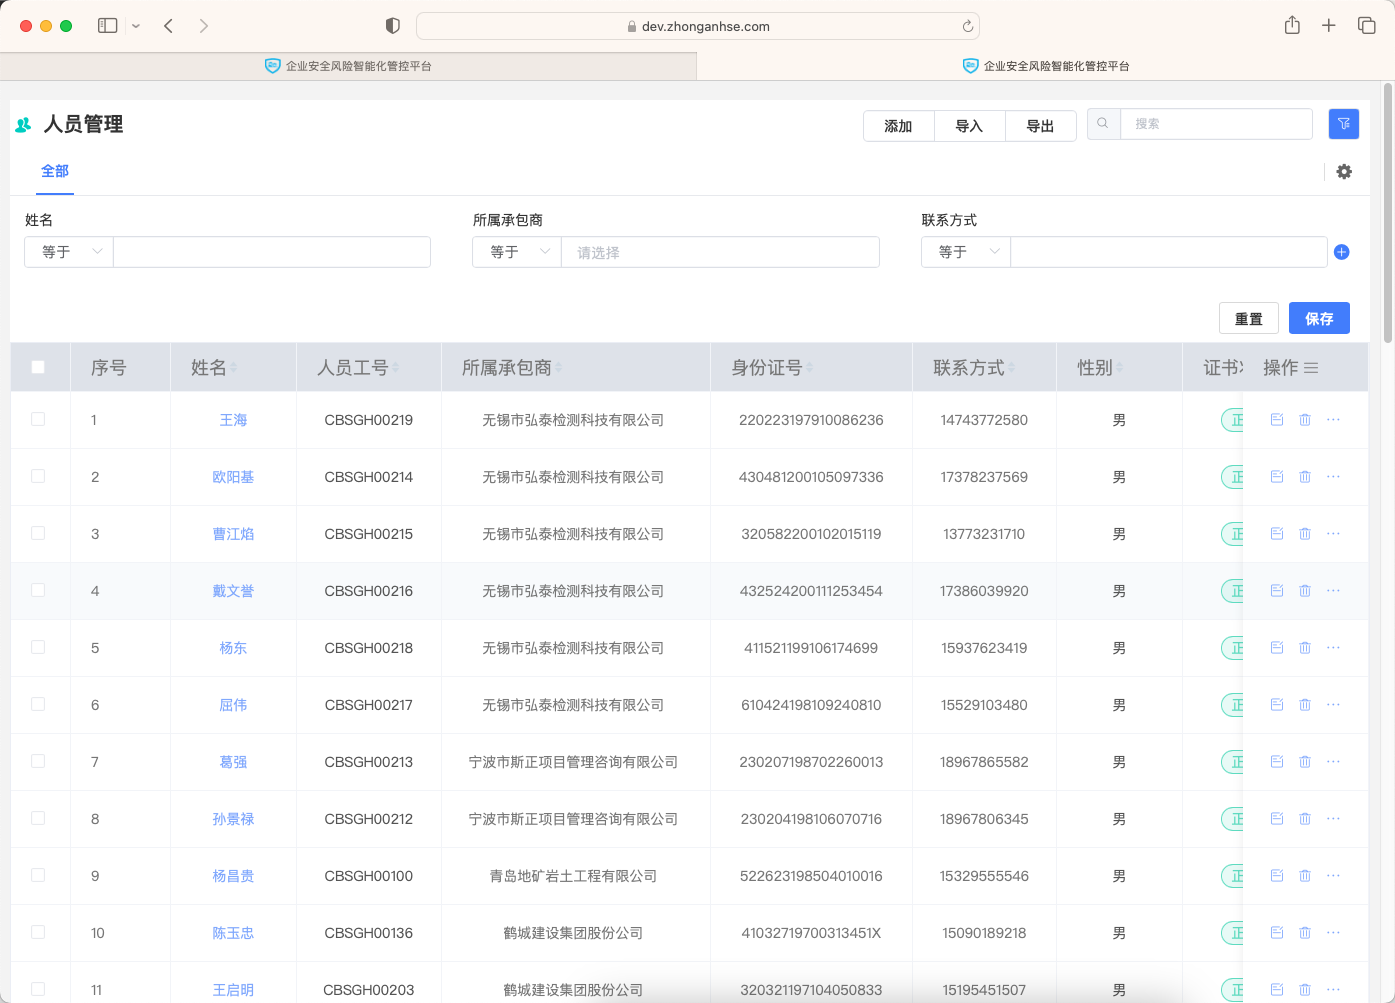 dev.zhonganhse.com
企业安全风险智能化管控平台 企业安全风险智能化管控平台
人员管理 添加 导入 导出 搜索
全部
姓名 所属承包商 联系方式
等于 等于 请选择 等于
重置 保存
序号 姓名 人员工号 所属承包商 身份证号 联系方式 性别 证书 操作
1 王海 CBSGH00219 无锡市弘泰检测科技有限公司 220223197910086236 14743772580 男 正
2 欧阳基 CBSGH00214 无锡市弘泰检测科技有限公司 430481200105097336 17378237569 男 正
3 曹江焰 CBSGH00215 无锡市弘泰检测科技有限公司 320582200102015119 13773231710 男 正
4 戴文誉 CBSGH00216 无锡市弘泰检测科技有限公司 432524200111253454 17386039920 男 正
5 杨东 CBSGH00218 无锡市弘泰检测科技有限公司 411521199106174699 15937623419 男 正
6 屈伟 CBSGH00217 无锡市弘泰检测科技有限公司 610424198109240810 15529103480 男 正
7 葛强 CBSGH00213 宁波市斯正项目管理咨询有限公司 230207198702260013 18967865582 男 正
8 孙景禄 CBSGH00212 宁波市斯正项目管理咨询有限公司 230204198106070716 18967806345 男 正
9 杨昌贵 CBSGH00100 青岛地矿岩土工程有限公司 522623198504010016 15329555546 男 正
10 陈玉忠 CBSGH00136 鹤城建设集团股份公司 41032719700313451X 15090189218 男 正
11 王启明 CBSGH00203 鹤城建设集团股份公司 320321197104050833 15195451507 男 正